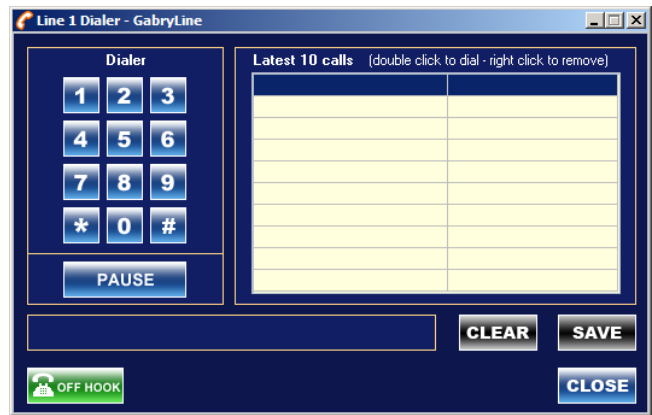 Line 1 Dialer - GabryLine
Dialer
1 2 3
4 5 6
7 8 9
* 0 #
PAUSE
Latest 10 calls (double click to dial - right click to remove)
CLEAR SAVE
OFF HOOK CLOSE